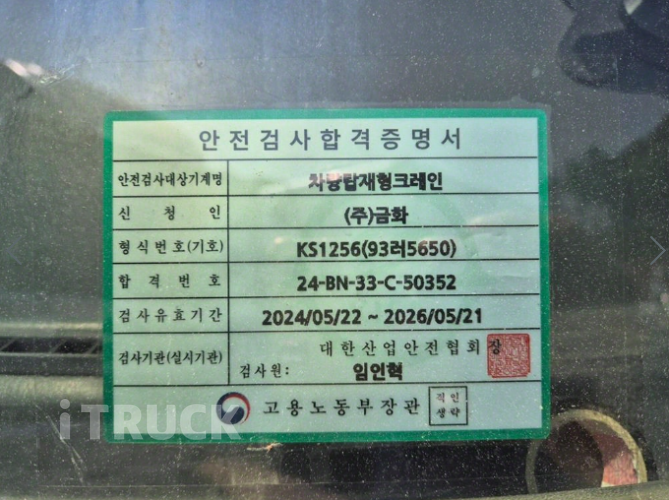 안전검사합격증명서
안전검사대상기계명 차량탑재형크레인
신청인 (주)금화
형식번호(기호) KS1256(93러5650)
합격번호 24-BN-33-C-50352
검사유효기간 2024/05/22 ~ 2026/05/21
검사기관(실시기관) 대한산업안전협회장
검사원: 임인혁
고용노동부장관 직인
생략
iTRUCK